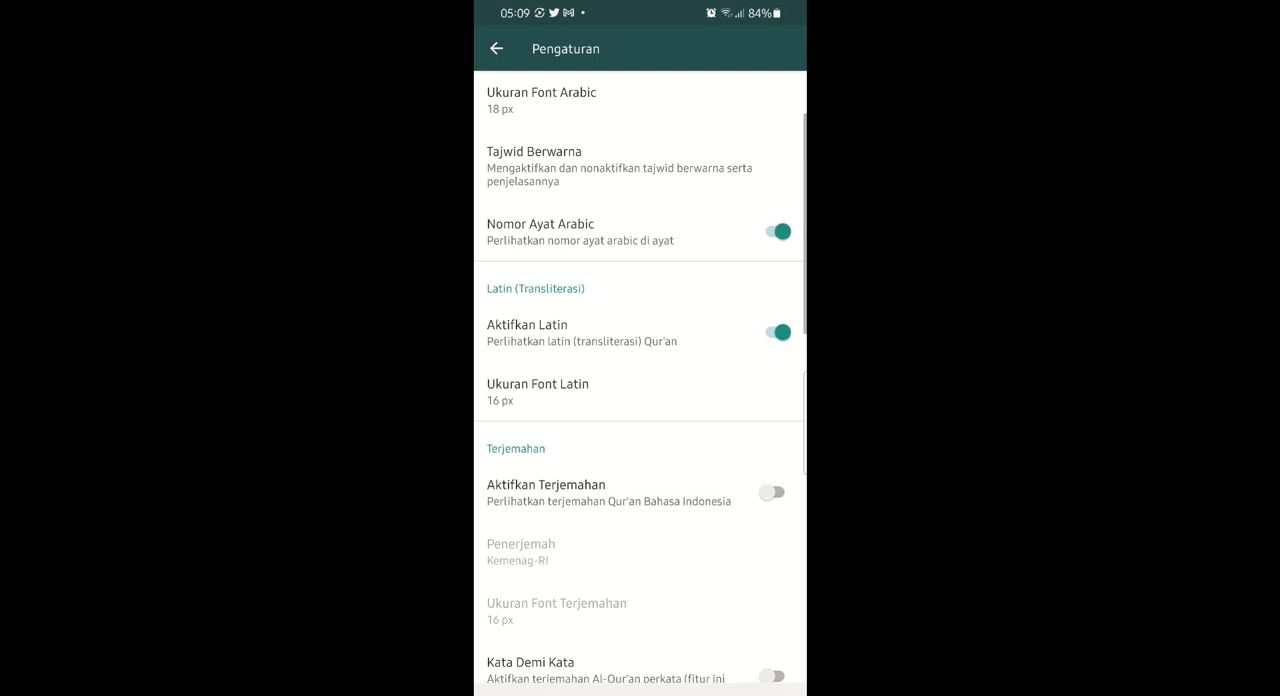 05:09
84%
Pengaturan
Ukuran Font Arabic
18 px
Tajwid Berwarna
Mengaktifkan dan nonaktifkan tajwid berwarna serta
penjelasannya
Nomor Ayat Arabic
Perlihatkan nomor ayat arabic di ayat
Latin (Transliterasi)
Aktifkan Latin
Perlihatkan latin (transliterasi) Qur'an
Ukuran Font Latin
16 px
Terjemahan
Aktifkan Terjemahan
Perlihatkan terjemahan Qur'an Bahasa Indonesia
Penerjemah
Kemenag-RI
Ukuran Font Terjemahan
16 px
Kata Demi Kata
Aktifkan terjemahan Al-Qur'an perkata (fitur ini